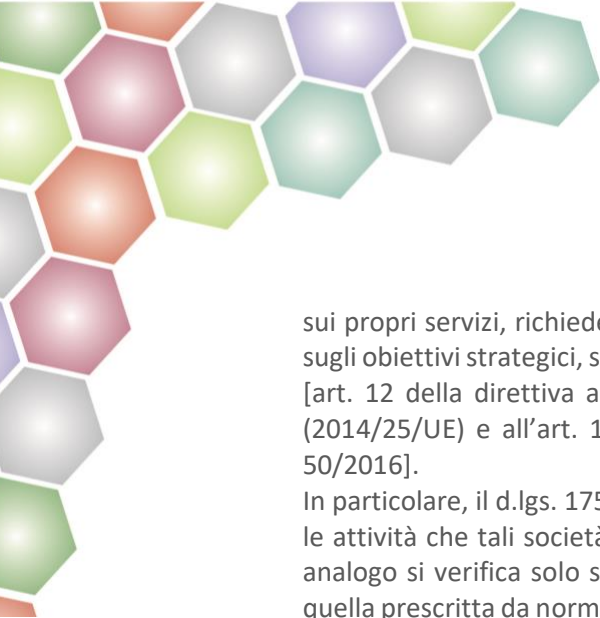 sui propri servizi, richiede
sugli obiettivi strategici, s
[art. 12 della direttiva a
(2014/25/UE) e all'art. 1
50/2016].
In particolare, il d.lgs. 175
le attività che tali società
analogo si verifica solo s
quella prescritta da norm